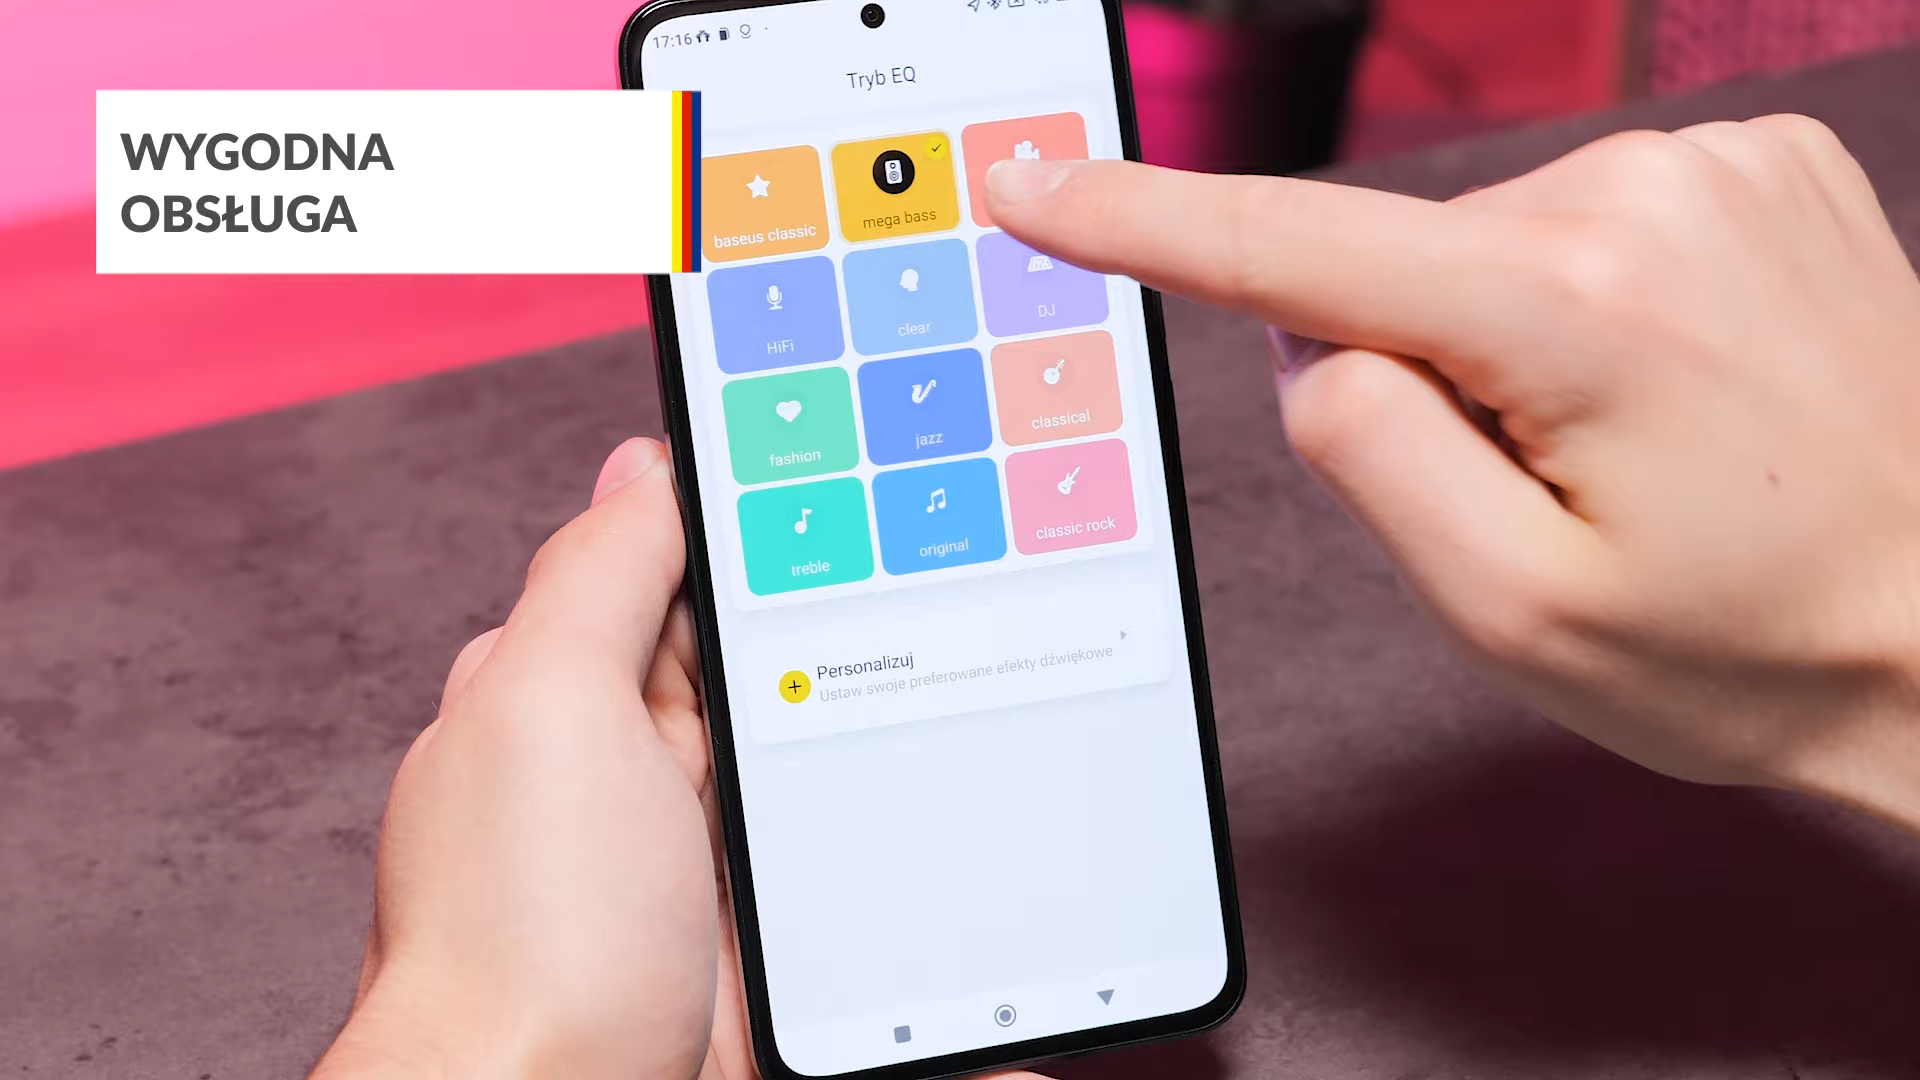 17:16
Tryb EQ
WYGODNA
OBSŁUGA
baseus classic
mega bass
HiFi
clear
DJ
fashion
jazz
classical
treble
original
classic rock
Personalizuj
Ustaw swoje preferowane efekty dźwiękowe